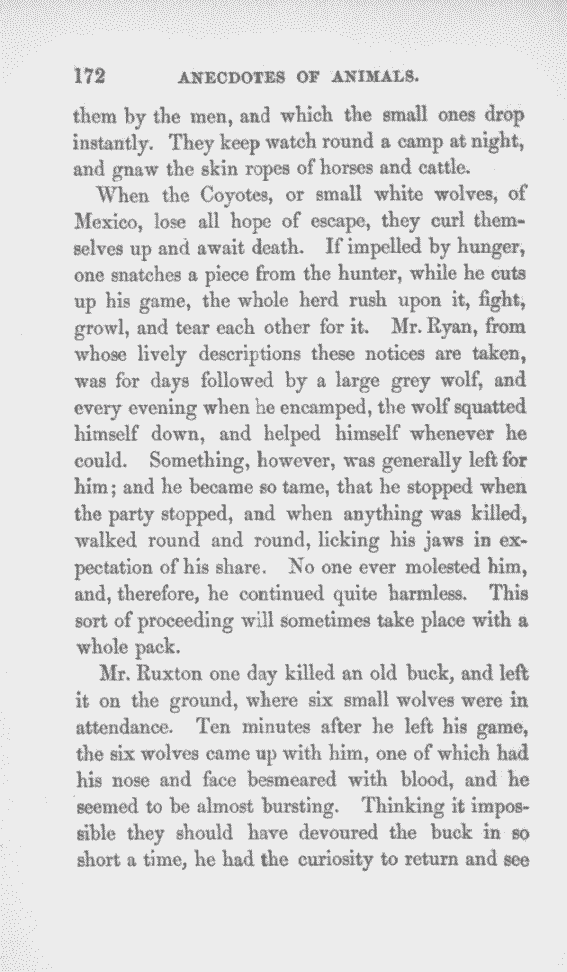 172 ANECDOTES OF ANIMALS.
them by the men, and which the small ones drop
instantly. They keep watch round a camp at night,
and gnaw the skin ropes of horses and cattle.
When the Coyotes, or small white wolves, of
Mexico, lose all hope of escape, they curl them-
selves up and await death. If impelled by hunger,
one snatches a piece from the hunter, while he cuts
up his game, the whole herd rush upon it, fight,
growl, and tear each other for it. Mr. Ryan, from
whose lively descriptions these notices are taken,
was for days followed by a large grey wolf, and
every evening when he encamped, the wolf squatted
himself down, and helped himself whenever he
could. Something, however, was generally left for
him; and he became so tame, that he stopped when
the party stopped, and when anything was killed,
walked round and round, licking his jaws in ex-
pectation of his share. No one ever molested him,
and, therefore, he continued quite harmless. This
sort of proceeding will sometimes take place with a
whole pack.
Mr. Ruxton one day killed an old buck, and left
it on the ground, where six small wolves were in
attendance. Ten minutes after he left his game,
the six wolves came up with him, one of which had
his nose and face besmeared with blood, and he
seemed to be almost bursting. Thinking it impos-
sible they should have devoured the buck in so
short a time, he had the curiosity to return and see